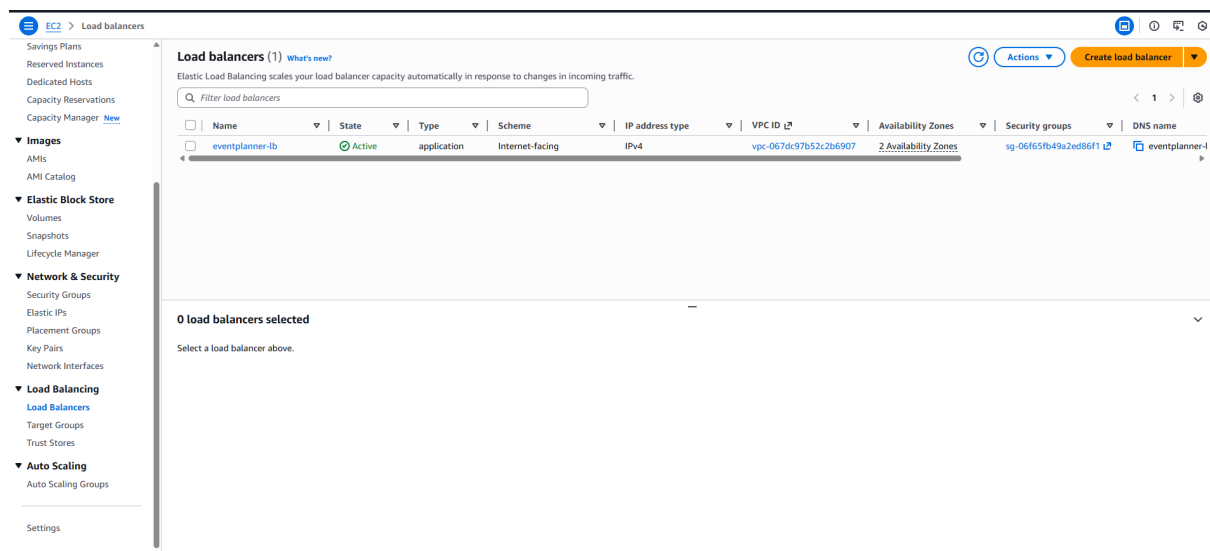 EC2 > Load balancers
Savings Plans
Reserved Instances
Dedicated Hosts
Capacity Reservations
Capacity Manager New
Images
AMIs
AMI Catalog
Elastic Block Store
Volumes
Snapshots
Lifecycle Manager
Network & Security
Security Groups
Elastic IPs
Placement Groups
Key Pairs
Network Interfaces
Load Balancing
Load Balancers
Target Groups
Trust Stores
Auto Scaling
Auto Scaling Groups
Settings
Load balancers (1) What's new?
Actions
Create load balancer
Elastic Load Balancing scales your load balancer capacity automatically in response to changes in incoming traffic.
Filter load balancers
< 1 >
Name State Type Scheme IP address type VPC ID Availability Zones Security groups DNS name
eventplanner-lb Active application Internet-facing IPv4 vpc-067dc97b52c2b6907 2 Availability Zones sg-06f65fb49a2ed86f1 eventplanner-l
0 load balancers selected
Select a load balancer above.